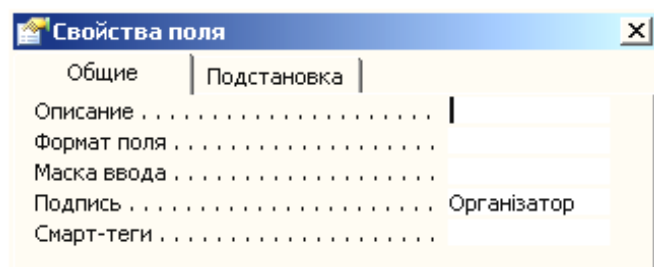 Свойства поля
Общие Подстановка
Описание . . . . . . . . . . . . . . . . . . . . .
Формат поля . . . . . . . . . . . . . . . . . . .
Маска ввода . . . . . . . . . . . . . . . . . . .
Подпись . . . . . . . . . . . . . . . . . . . . . . Організатор
Смарт-теги . . . . . . . . . . . . . . . . . . . .